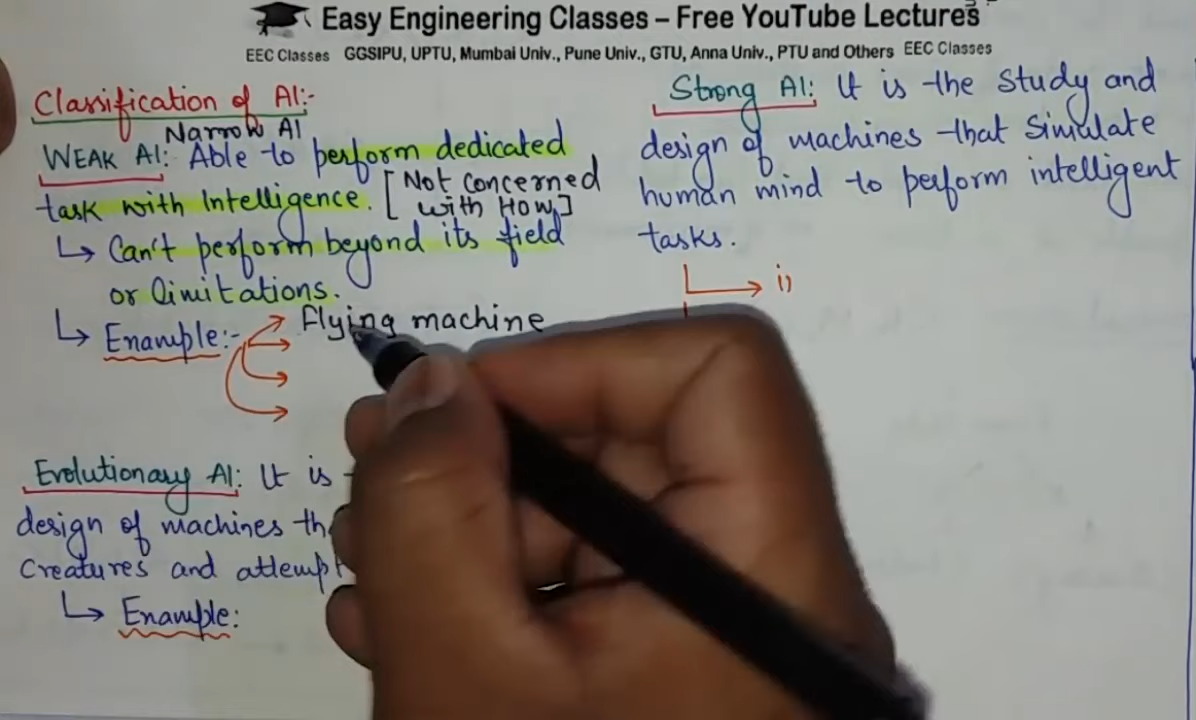 Easy Engineering Classes – Free YouTube Lectures
EEC Classes GGSIPU, UPTU, Mumbai Univ., Pune Univ., GTU, Anna Univ., PTU and Others EEC Classes
Classification of AI:-
Narrow AI
WEAK AI: Able to perform dedicated
task with Intelligence. [Not Concerned
with How]
↳ Can't perform beyond its field
or limitations.
↳ Example:- → Flying machine
Evolutionary AI: It is
design of machines th
Creatures and attempt
↳ Example:
Strong AI: It is the Study and
design of machines that Simulate
human mind to perform intelligent
tasks.
→ i)